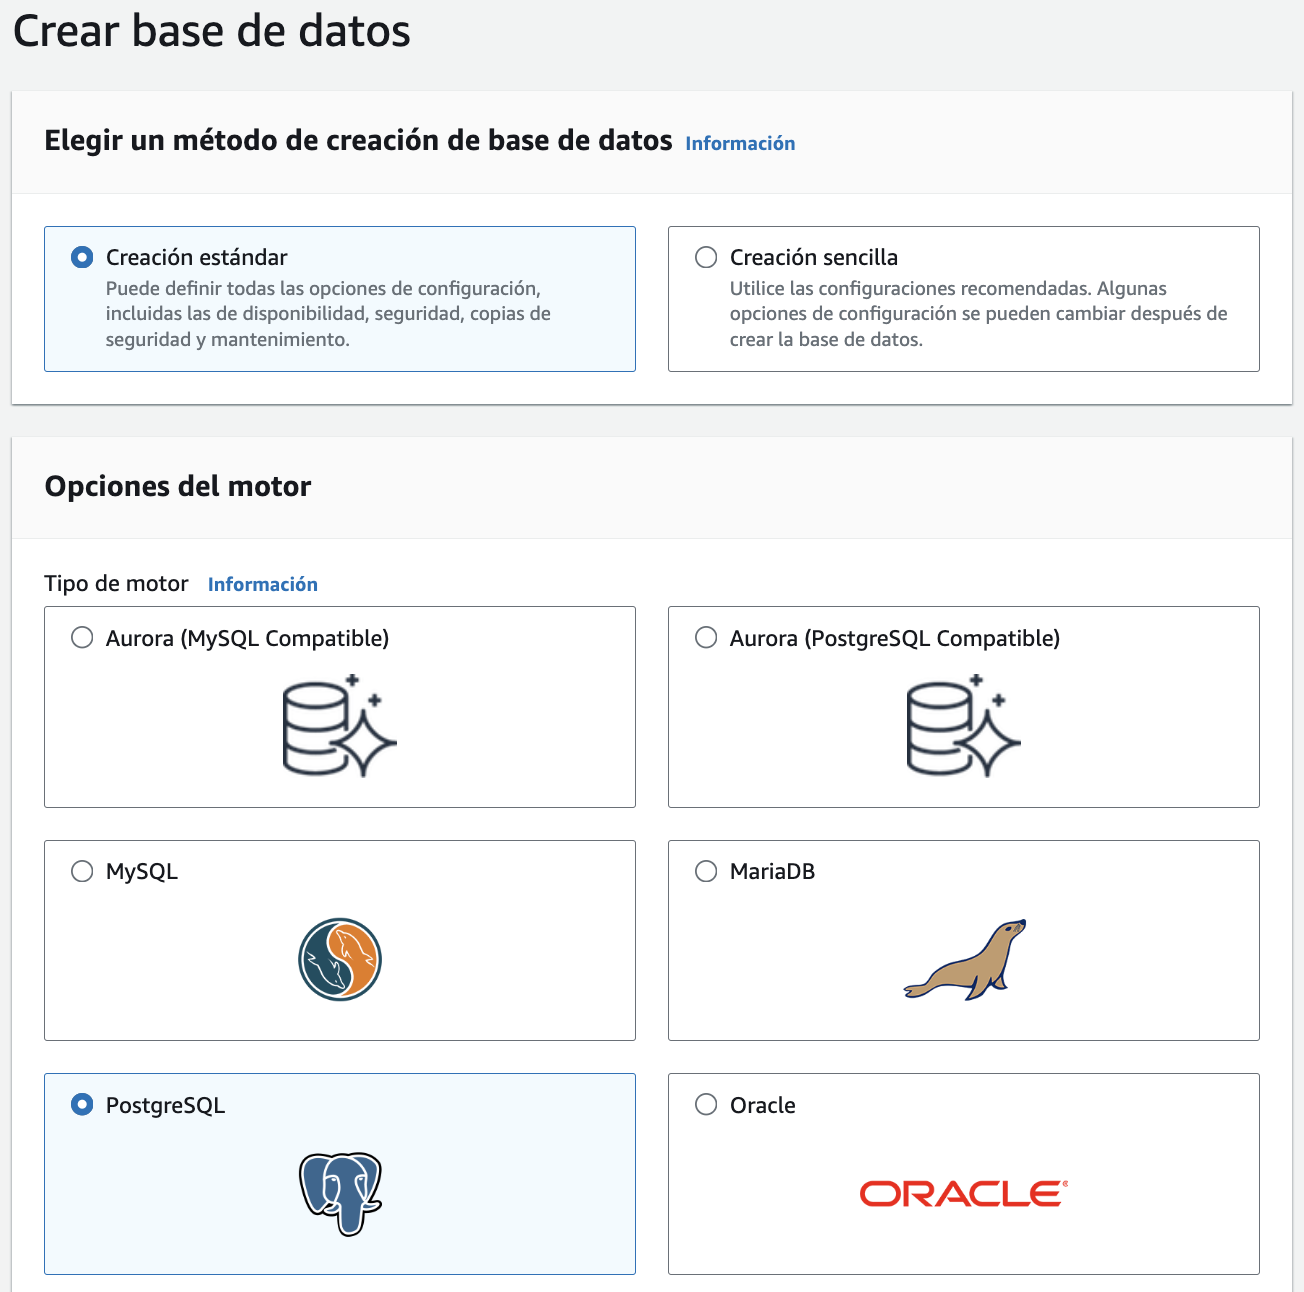 Crear base de datos
Elegir un método de creación de base de datos Información
Creación estándar
Puede definir todas las opciones de configuración,
incluidas las de disponibilidad, seguridad, copias de
seguridad y mantenimiento.
Creación sencilla
Utilice las configuraciones recomendadas. Algunas
opciones de configuración se pueden cambiar después de
crear la base de datos.
Opciones del motor
Tipo de motor Información
Aurora (MySQL Compatible)
Aurora (PostgreSQL Compatible)
MySQL
MariaDB
PostgreSQL
Oracle
ORACLE®